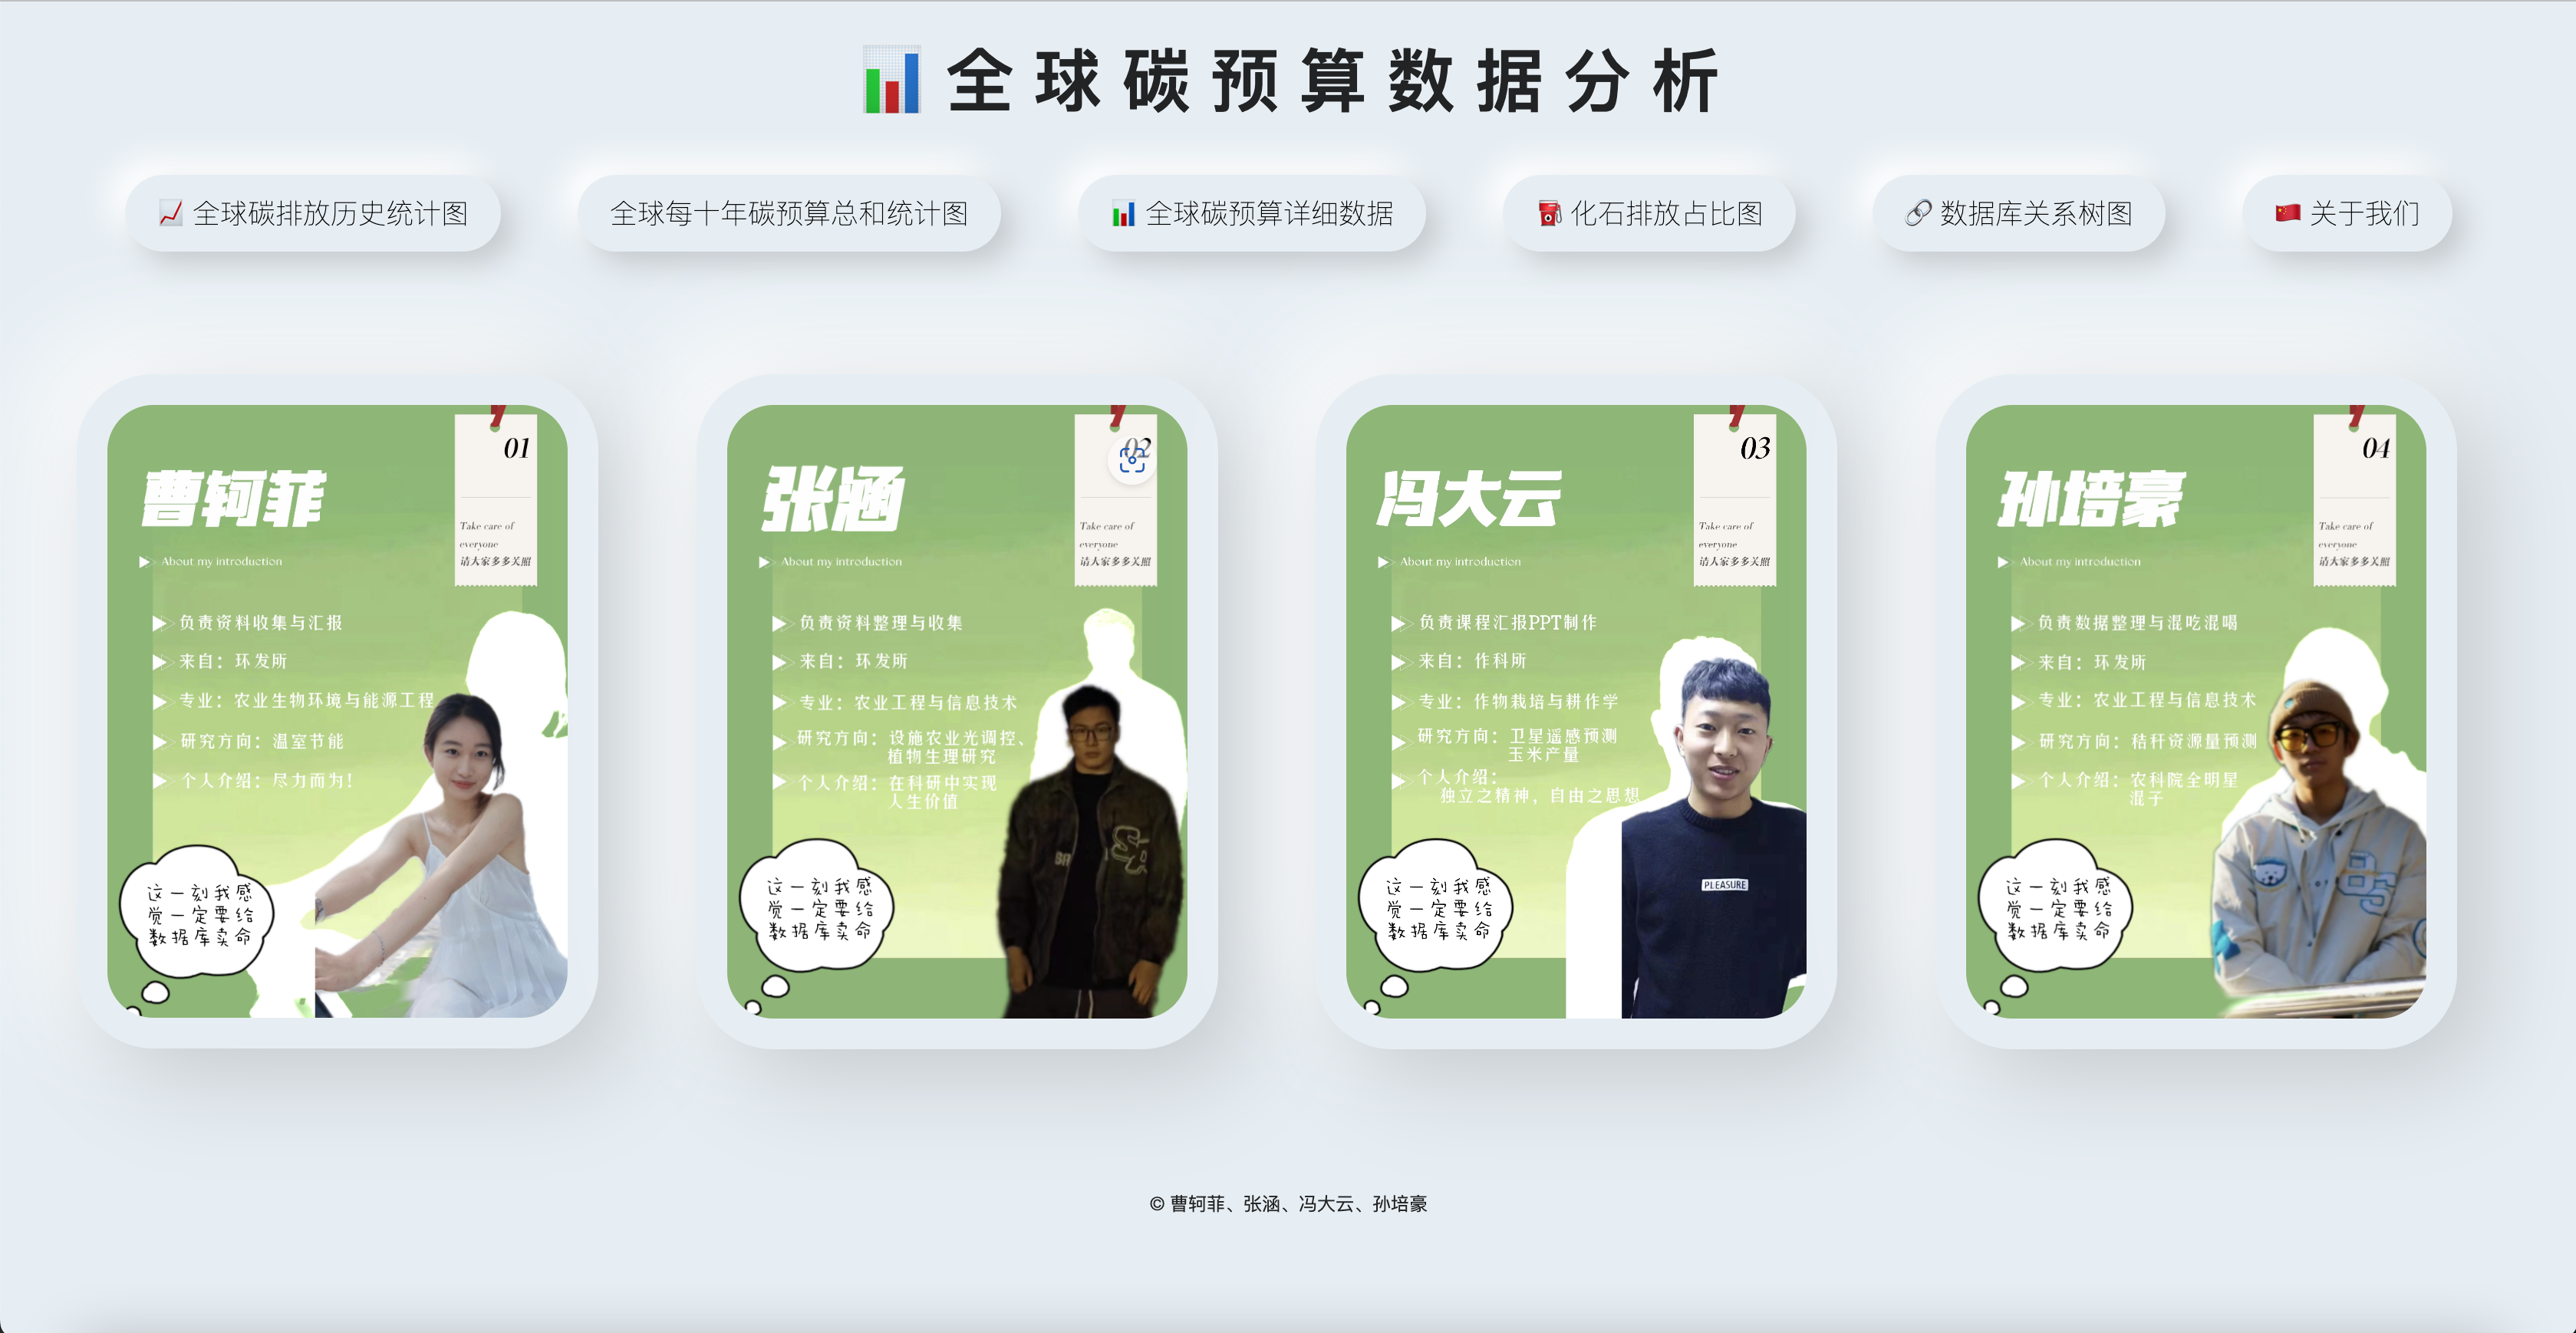 全球碳预算数据分析
全球碳排放历史统计图
全球每十年碳预算总和统计图
全球碳预算详细数据
化石排放占比图
数据库关系树图
关于我们
01
曹轲菲
Take care of
everyone
请大家多多关照
About my introduction
负责资料收集与汇报
来自：环发所
专业：农业生物环境与能源工程
研究方向：温室节能
个人介绍：尽力而为！
这一刻我感
觉一定要给
数据库卖命
02
张涵
Take care of
everyone
请大家多多关照
About my introduction
负责资料整理与收集
来自：环发所
专业：农业工程与信息技术
研究方向：设施农业光调控、
植物生理研究
个人介绍：在科研中实现
人生价值
这一刻我感
觉一定要给
数据库卖命
03
冯大云
Take care of
everyone
请大家多多关照
About my introduction
负责课程汇报PPT制作
来自：作科所
专业：作物栽培与耕作学
研究方向：卫星遥感预测
玉米产量
个人介绍：
独立之精神，自由之思想
PLEASURE
这一刻我感
觉一定要给
数据库卖命
04
孙培豪
Take care of
everyone
请大家多多关照
About my introduction
负责数据整理与混吃混喝
来自：环发所
专业：农业工程与信息技术
研究方向：秸秆资源量预测
个人介绍：农科院全明星
混子
这一刻我感
觉一定要给
数据库卖命
© 曹轲菲、张涵、冯大云、孙培豪